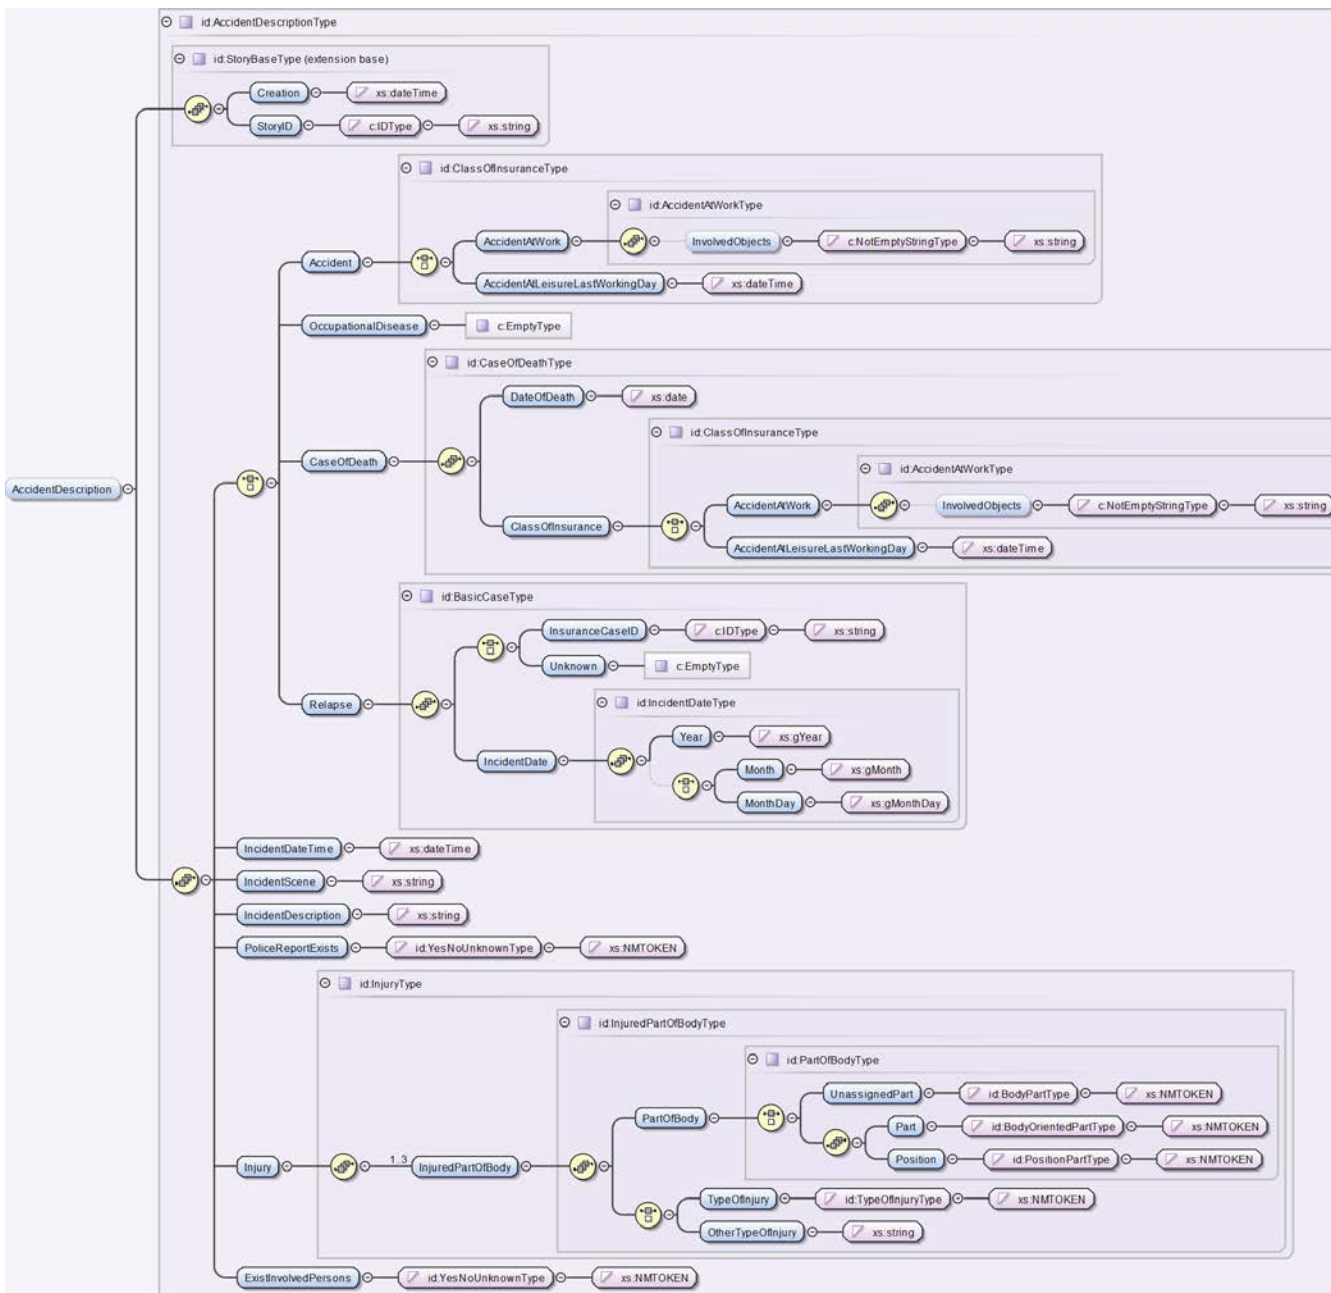 id:AccidentDescriptionType
id:StoryBaseType (extension base)
Creation xs:dateTime
StoryID c:IDType xs:string
id:ClassOfInsuranceType
id:AccidentAtWorkType
AccidentAtWork InvolvedObjects c:NotEmptyStringType xs:string
Accident
AccidentAtLeisureLastWorkingDay xs:dateTime
OccupationalDisease c:EmptyType
id:CaseOfDeathType
DateOfDeath xs:date
id:ClassOfInsuranceType
CaseOfDeath id:AccidentAtWorkType
AccidentDescription
AccidentAtWork InvolvedObjects c:NotEmptyStringType xs:string
ClassOfInsurance
AccidentAtLeisureLastWorkingDay xs:dateTime
id:BasicCaseType
InsuranceCaseID c:IDType xs:string
Unknown c:EmptyType
Relapse id:IncidentDateType
Year xs:gYear
IncidentDate
Month xs:gMonth
MonthDay xs:gMonthDay
IncidentDateTime xs:dateTime
IncidentScene xs:string
IncidentDescription xs:string
PoliceReportExists id:YesNoUnknownType xs:NMTOKEN
id:InjuryType
id:InjuredPartOfBodyType
id:PartOfBodyType
UnassignedPart id:BodyPartType xs:NMTOKEN
PartOfBody
Part id:BodyOrientedPartType xs:NMTOKEN
Position id:PositionPartType xs:NMTOKEN
Injury 1..3 InjuredPartOfBody
TypeOfInjury id:TypeOfInjuryType xs:NMTOKEN
OtherTypeOfInjury xs:string
ExistInvolvedPersons id:YesNoUnknownType xs:NMTOKEN